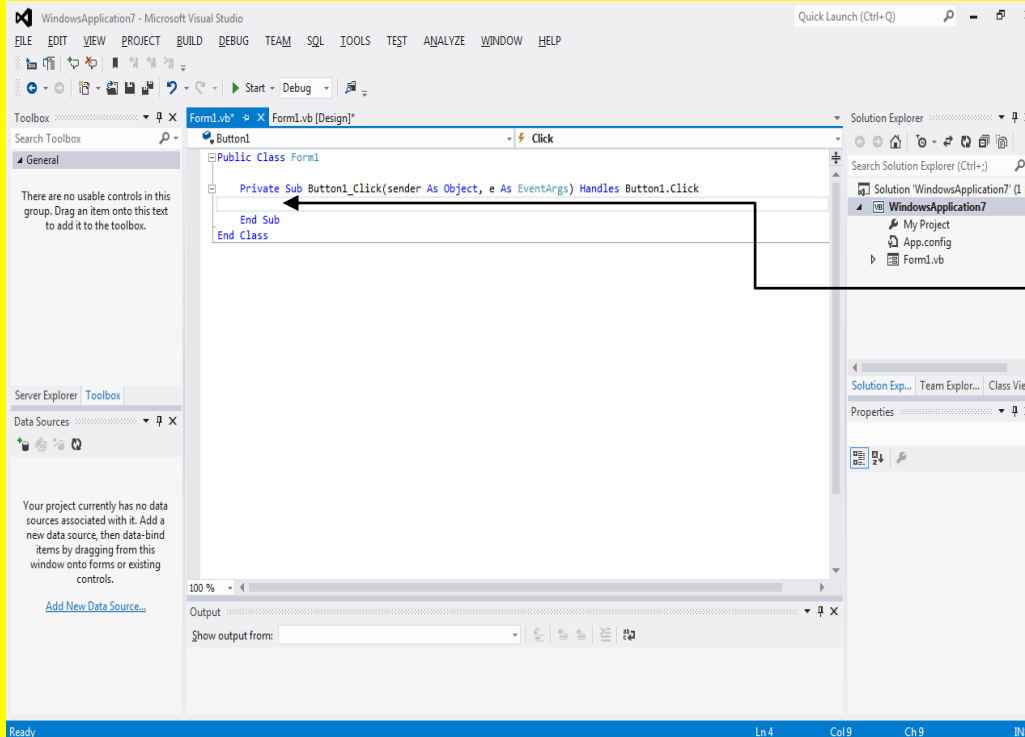 WindowsApplication7 - Microsoft Visual Studio
Quick Launch (Ctrl+Q)
FILE EDIT VIEW PROJECT BUILD DEBUG TEAM SQL TOOLS TEST ANALYZE WINDOW HELP
Start Debug
Toolbox
Search Toolbox
General
There are no usable controls in this
group. Drag an item onto this text
to add it to the toolbox.
Server Explorer Toolbox
Data Sources
Your project currently has no data
sources associated with it. Add a
new data source, then data-bind
items by dragging from this
window onto forms or existing
controls.
Add New Data Source...
Form1.vb* Form1.vb [Design]*
Button1 Click
Public Class Form1
Private Sub Button1_Click(sender As Object, e As EventArgs) Handles Button1.Click
End Sub
End Class
100 %
Output
Show output from:
Solution Explorer
Search Solution Explorer (Ctrl+;)
Solution 'WindowsApplication7' (1
VB WindowsApplication7
My Project
App.config
Form1.vb
Solution Exp... Team Explor... Class Vie
Properties
Ready Ln 4 Col 9 Ch 9 IN